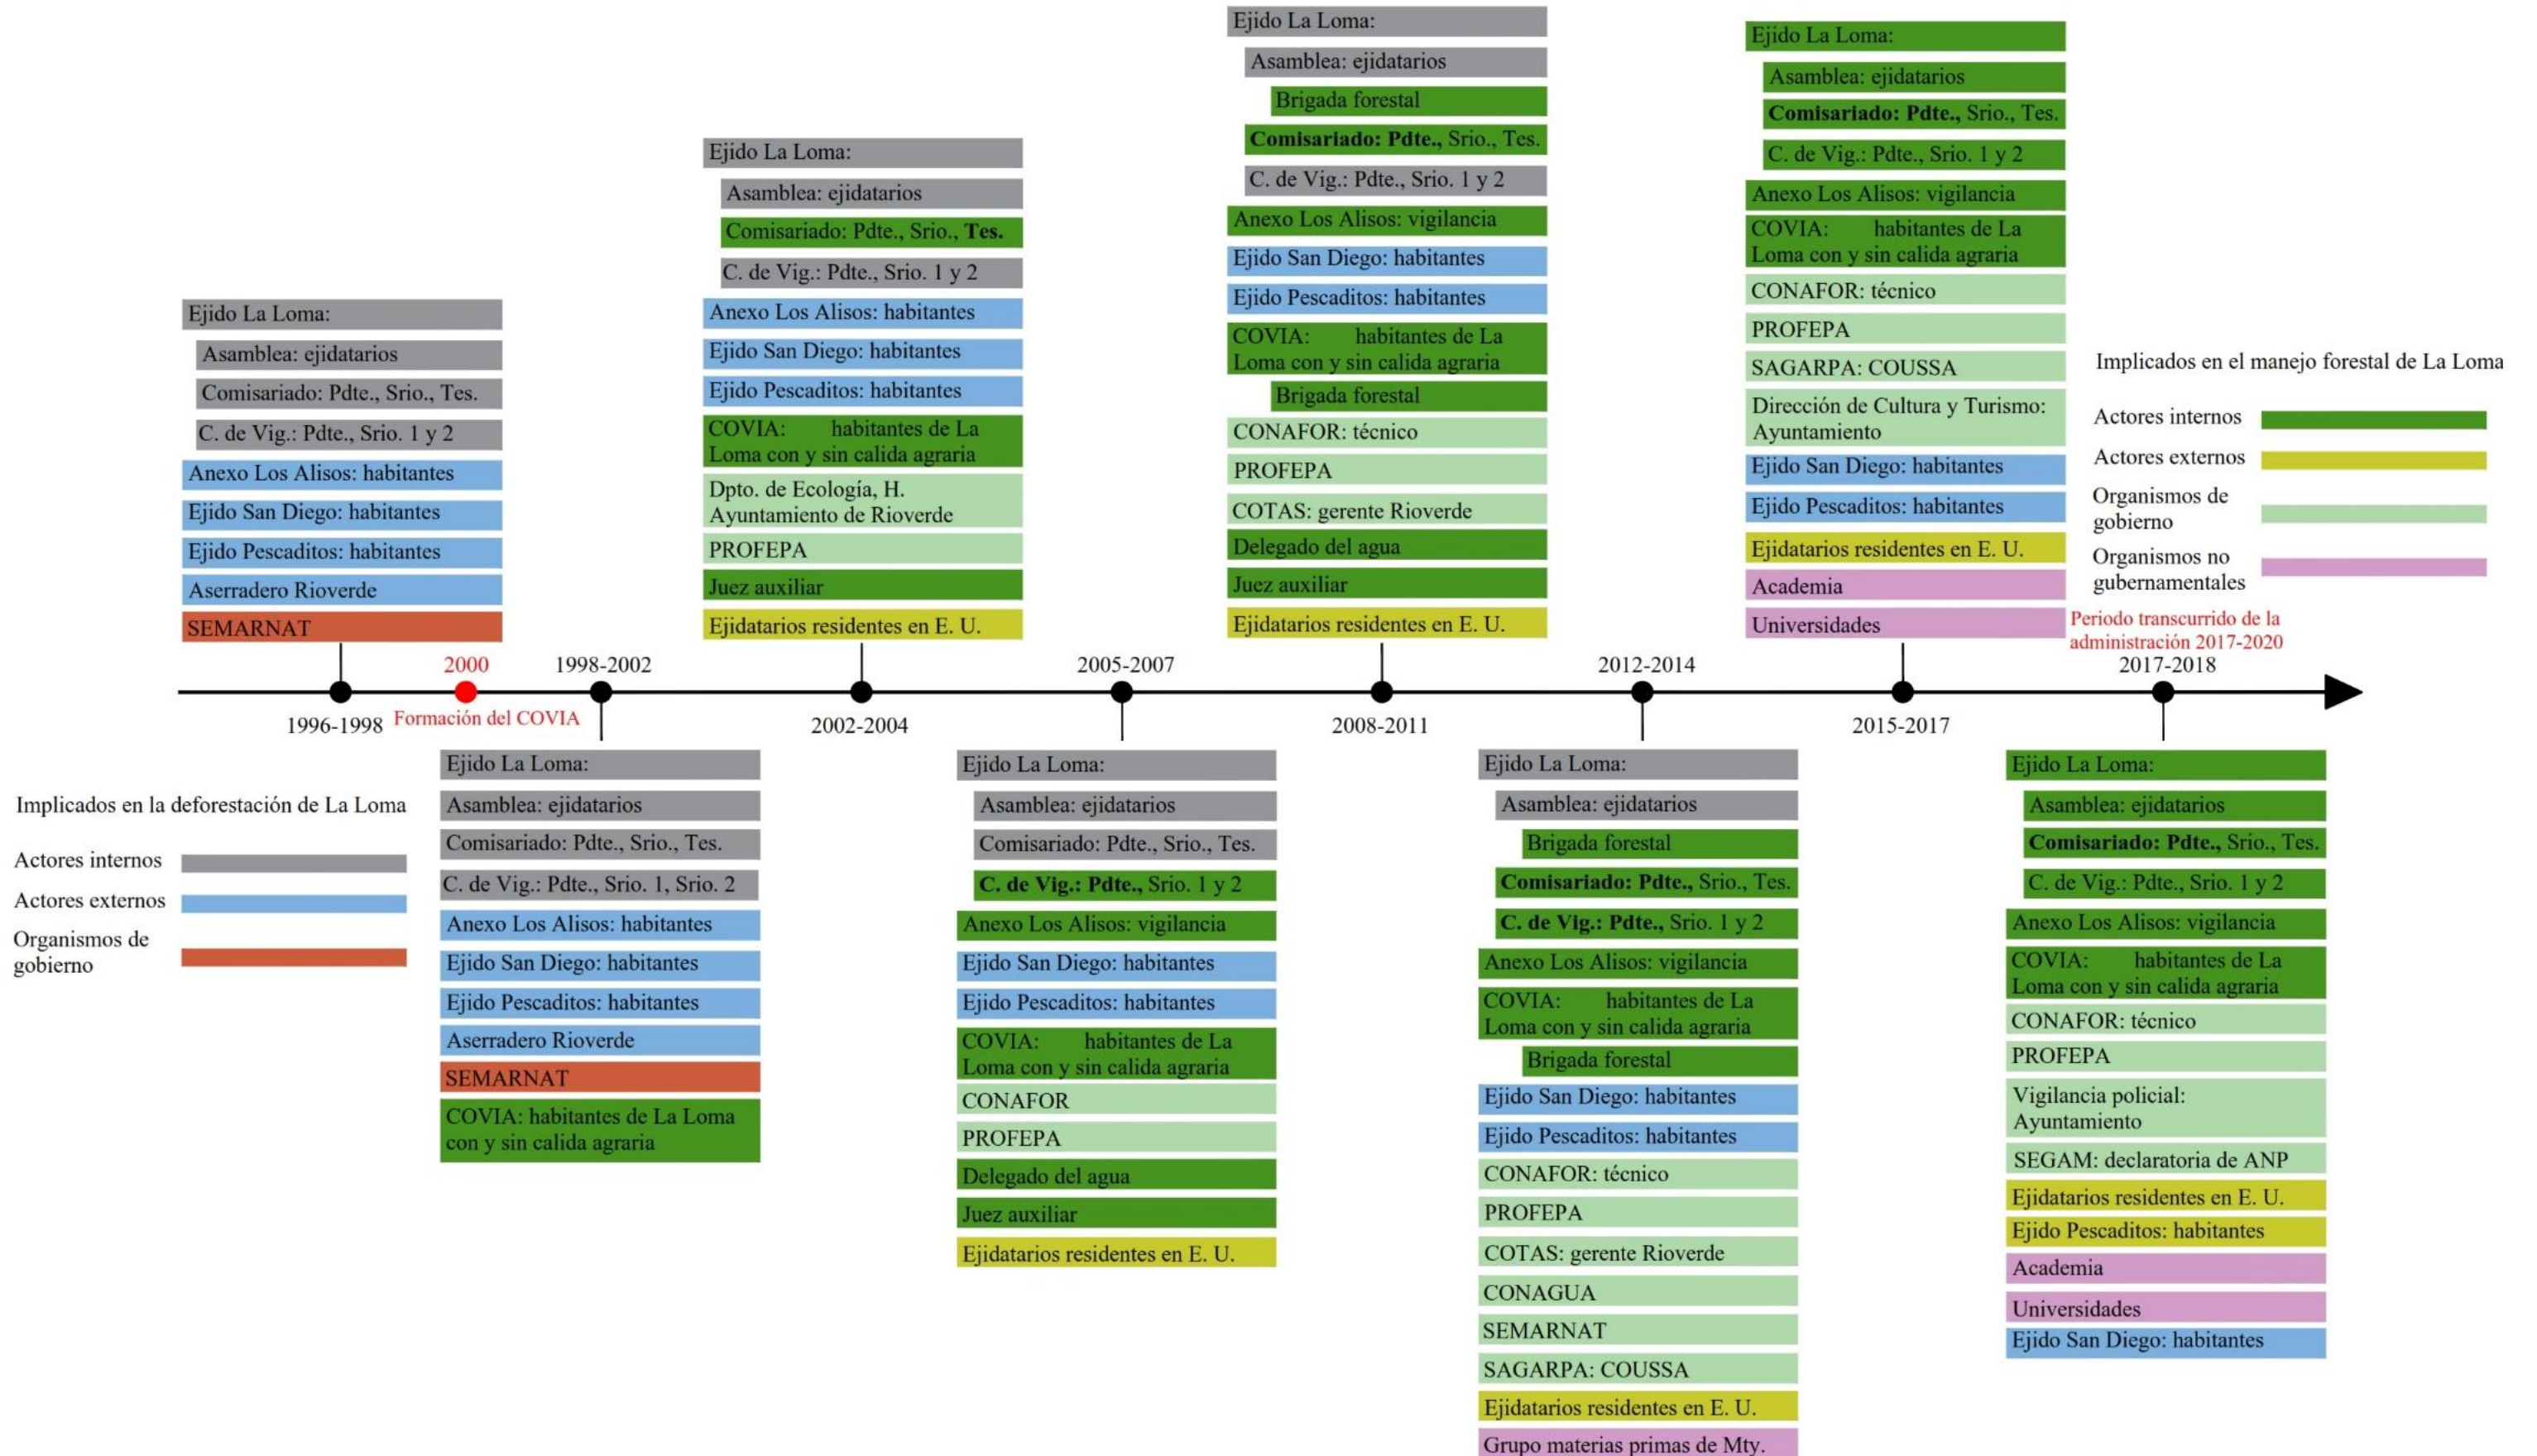 Ejido La Loma:
Asamblea: ejidatarios
Comisariado: Pdte., Srio., Tes.
C. de Vig.: Pdte., Srio. 1 y 2
Anexo Los Alisos: habitantes
Ejido San Diego: habitantes
Ejido Pescaditos: habitantes
Aserradero Rioverde
SEMARNAT
Ejido La Loma:
Asamblea: ejidatarios
Comisariado: Pdte., Srio., Tes.
C. de Vig.: Pdte., Srio. 1 y 2
Anexo Los Alisos: habitantes
Ejido San Diego: habitantes
Ejido Pescaditos: habitantes
COVIA: habitantes de La
Loma con y sin calida agraria
Dpto. de Ecología, H.
Ayuntamiento de Rioverde
PROFEPA
Juez auxiliar
Ejidatarios residentes en E. U.
Ejido La Loma:
Asamblea: ejidatarios
Brigada forestal
Comisariado: Pdte., Srio., Tes.
C. de Vig.: Pdte., Srio. 1 y 2
Anexo Los Alisos: vigilancia
Ejido San Diego: habitantes
Ejido Pescaditos: habitantes
COVIA: habitantes de La
Loma con y sin calida agraria
Brigada forestal
CONAFOR: técnico
PROFEPA
COTAS: gerente Rioverde
Delegado del agua
Juez auxiliar
Ejidatarios residentes en E. U.
Ejido La Loma:
Asamblea: ejidatarios
Comisariado: Pdte., Srio., Tes.
C. de Vig.: Pdte., Srio. 1 y 2
Anexo Los Alisos: vigilancia
COVIA: habitantes de La
Loma con y sin calida agraria
CONAFOR: técnico
PROFEPA
SAGARPA: COUSSA
Dirección de Cultura y Turismo:
Ayuntamiento
Ejido San Diego: habitantes
Ejido Pescaditos: habitantes
Ejidatarios residentes en E. U.
Academia
Universidades
Implicados en el manejo forestal de La Loma
Actores internos
Actores externos
Organismos de
gobierno
Organismos no
gubernamentales
Periodo transcurrido de la
administración 2017-2020
2000
1998-2002
2005-2007
2012-2014
2017-2018
1996-1998
Formación del COVIA
2002-2004
2008-2011
2015-2017
Implicados en la deforestación de La Loma
Actores internos
Actores externos
Organismos de
gobierno
Ejido La Loma:
Asamblea: ejidatarios
Comisariado: Pdte., Srio., Tes.
C. de Vig.: Pdte., Srio. 1, Srio. 2
Anexo Los Alisos: habitantes
Ejido San Diego: habitantes
Ejido Pescaditos: habitantes
Aserradero Rioverde
SEMARNAT
COVIA: habitantes de La Loma
con y sin calida agraria
Ejido La Loma:
Asamblea: ejidatarios
Comisariado: Pdte., Srio., Tes.
C. de Vig.: Pdte., Srio. 1 y 2
Anexo Los Alisos: vigilancia
Ejido San Diego: habitantes
Ejido Pescaditos: habitantes
COVIA: habitantes de La
Loma con y sin calida agraria
CONAFOR
PROFEPA
Delegado del agua
Juez auxiliar
Ejidatarios residentes en E. U.
Ejido La Loma:
Asamblea: ejidatarios
Brigada forestal
Comisariado: Pdte., Srio., Tes.
C. de Vig.: Pdte., Srio. 1 y 2
Anexo Los Alisos: vigilancia
COVIA: habitantes de La
Loma con y sin calida agraria
Brigada forestal
Ejido San Diego: habitantes
Ejido Pescaditos: habitantes
CONAFOR: técnico
PROFEPA
COTAS: gerente Rioverde
CONAGUA
SEMARNAT
SAGARPA: COUSSA
Ejidatarios residentes en E. U.
Grupo materias primas de Mty.
Ejido La Loma:
Asamblea: ejidatarios
Comisariado: Pdte., Srio., Tes.
C. de Vig.: Pdte., Srio. 1 y 2
Anexo Los Alisos: vigilancia
COVIA: habitantes de La
Loma con y sin calida agraria
CONAFOR: técnico
PROFEPA
Vigilancia policial:
Ayuntamiento
SEGAM: declaratoria de ANP
Ejidatarios residentes en E. U.
Ejido Pescaditos: habitantes
Academia
Universidades
Ejido San Diego: habitantes